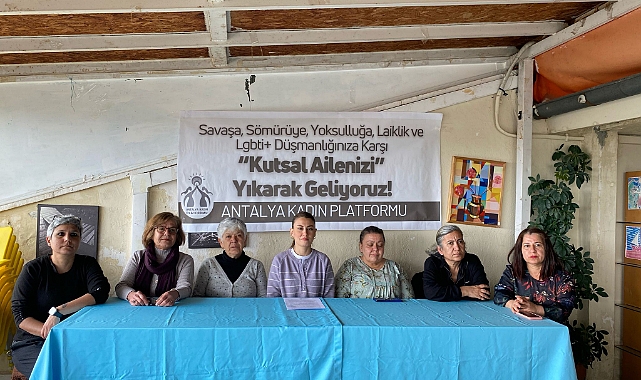 Savaşa, Sömürüye, Yoksulluğa, Laiklik ve
Lgbti+ Düşmanlığınıza Karşı
"Kutsal Ailenizi"
Yıkarak Geliyoruz!
ANTALYA KADIN PLATFORMU